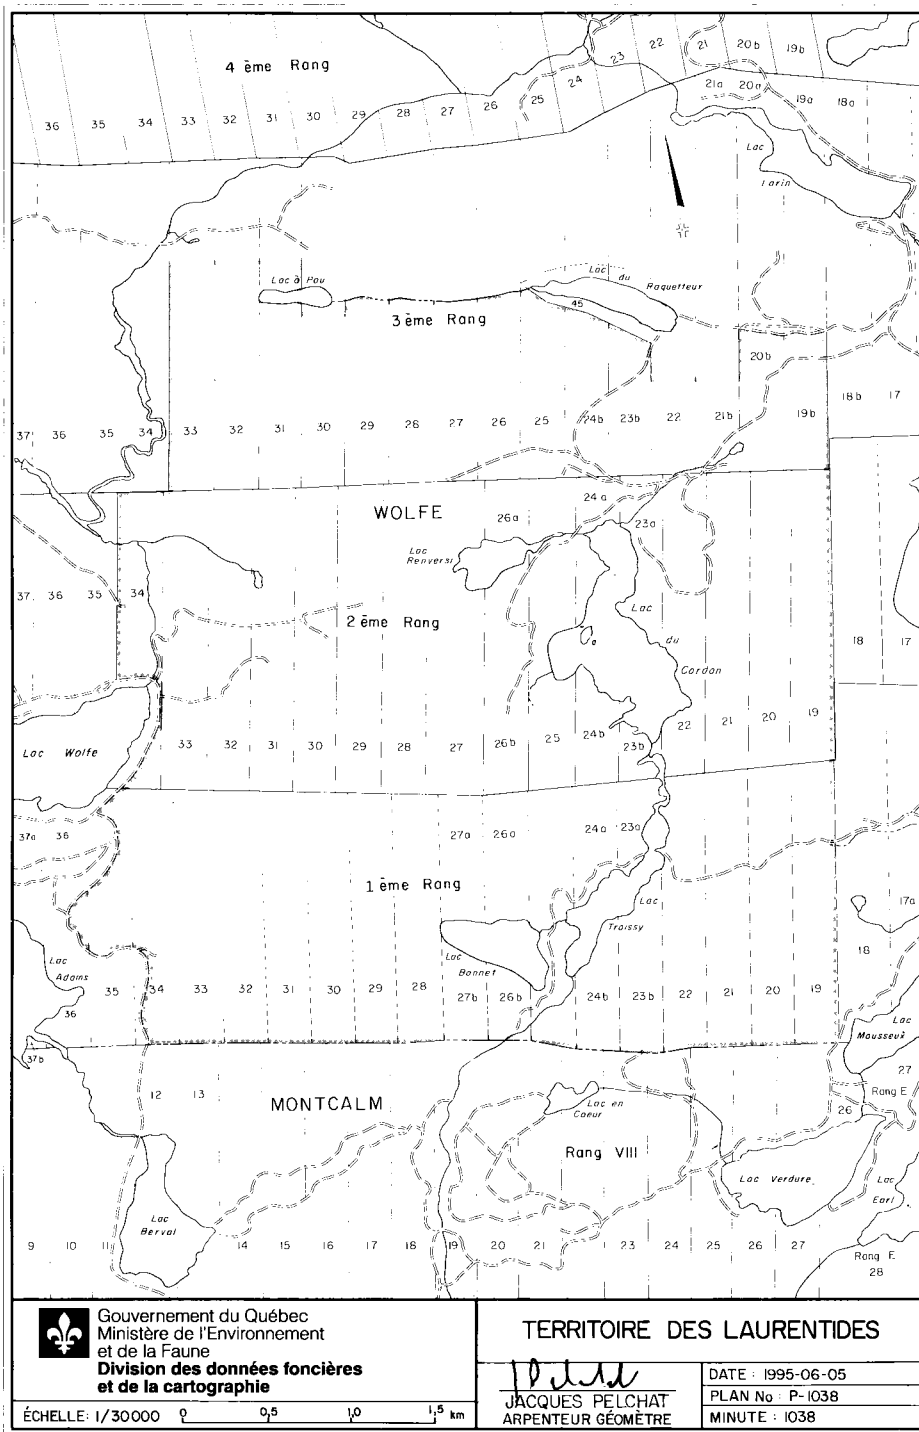 4 ème Rang
22 21 20b 19b
23
24
25
21a 20a 19a 18a
36 35 34 33 32 31 30 29 28 27 26
Lac
Larin
Lac à Pou
Lac
du
Raquetteur
45
3 ème Rang
20b
18b 17
37 36 35 34 33 32 31 30 29 28 27 26 25 24b 23b 22 21b 19b
WOLFE
24a
26a
23a
Lac
Renversi
37 36 35 34
Lac
du
Cordon
2 ème Rang
18 17
Lac Wolfe
33 32 31 30 29 28 27 26b 25 24b 23b 22 21 20 19
37a 36
27a 26a 24a 23a
1 ème Rang
17a
Lac
Traissy
18
Lac
Bonnet
Lac
Adams
36
35 34 33 32 31 30 29 28 27b 26b 24b 23b 22 21 20 19
Lac
Mousseux
37b
27
Rang E
26
12 13
MONTCALM
Lac en
Coeur
Rang VIII
Lac Verdure
Lac
Earl
Lac
Berval
9 10 11 14 15 16 17 18 19 20 21 23 24 25 26 27
Rang F.
28
Gouvernement du Québec
Ministère de l'Environnement
et de la Faune
Division des données foncières
et de la cartographie
ÉCHELLE: 1/30000 0 0,5 1,0 1,5 km
TERRITOIRE DES LAURENTIDES
JACQUES PELCHAT
ARPENTEUR GÉOMÈTRE
DATE : 1995-06-05
PLAN No : P-1038
MINUTE : 1038